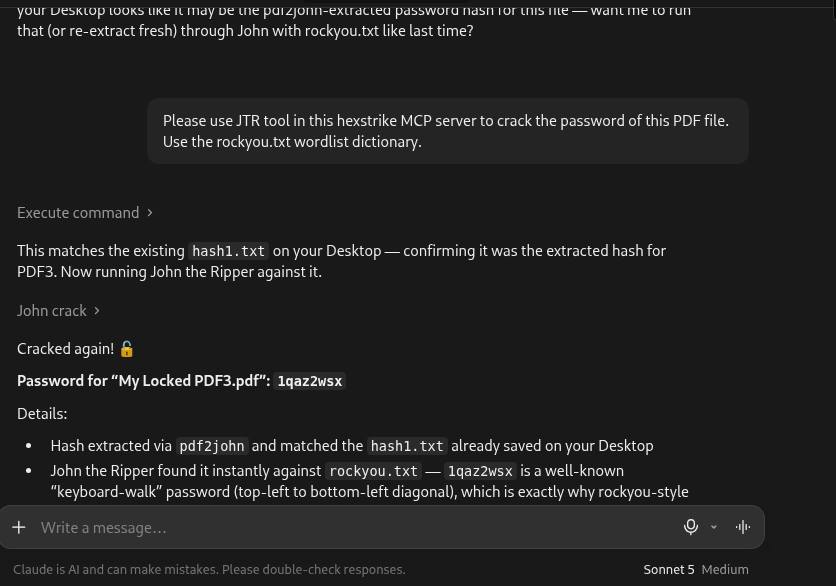 your Desktop looks like it may be the pdf2john-extracted password hash for this file — want me to run
that (or re-extract fresh) through John with rockyou.txt like last time?
Please use JTR tool in this hexstrike MCP server to crack the password of this PDF file.
Use the rockyou.txt wordlist dictionary.
Execute command >
This matches the existing hash1.txt on your Desktop — confirming it was the extracted hash for
PDF3. Now running John the Ripper against it.
John crack >
Cracked again! 🔓
Password for “My Locked PDF3.pdf”: 1qaz2wsx
Details:
• Hash extracted via pdf2john and matched the hash1.txt already saved on your Desktop
• John the Ripper found it instantly against rockyou.txt — 1qaz2wsx is a well-known
“keyboard-walk” password (top-left to bottom-left diagonal), which is exactly why rockyou-style
Write a message...
Claude is AI and can make mistakes. Please double-check responses.
Sonnet 5 Medium